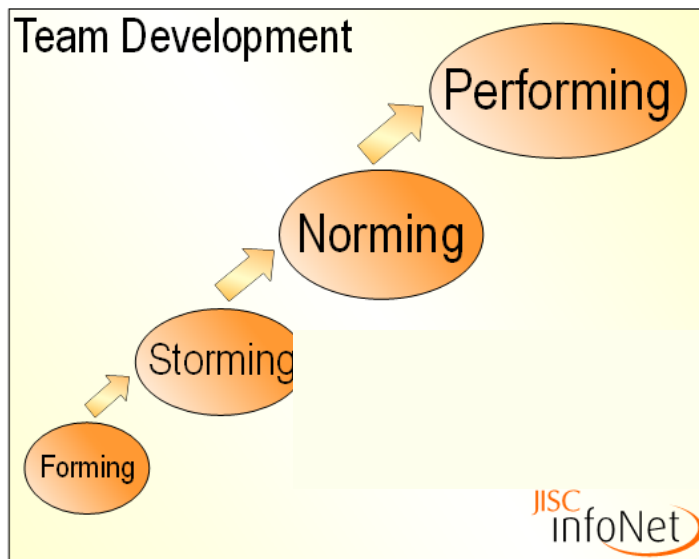 Team Development
Performing
Norming
Storming
Forming
JISC
infoNet